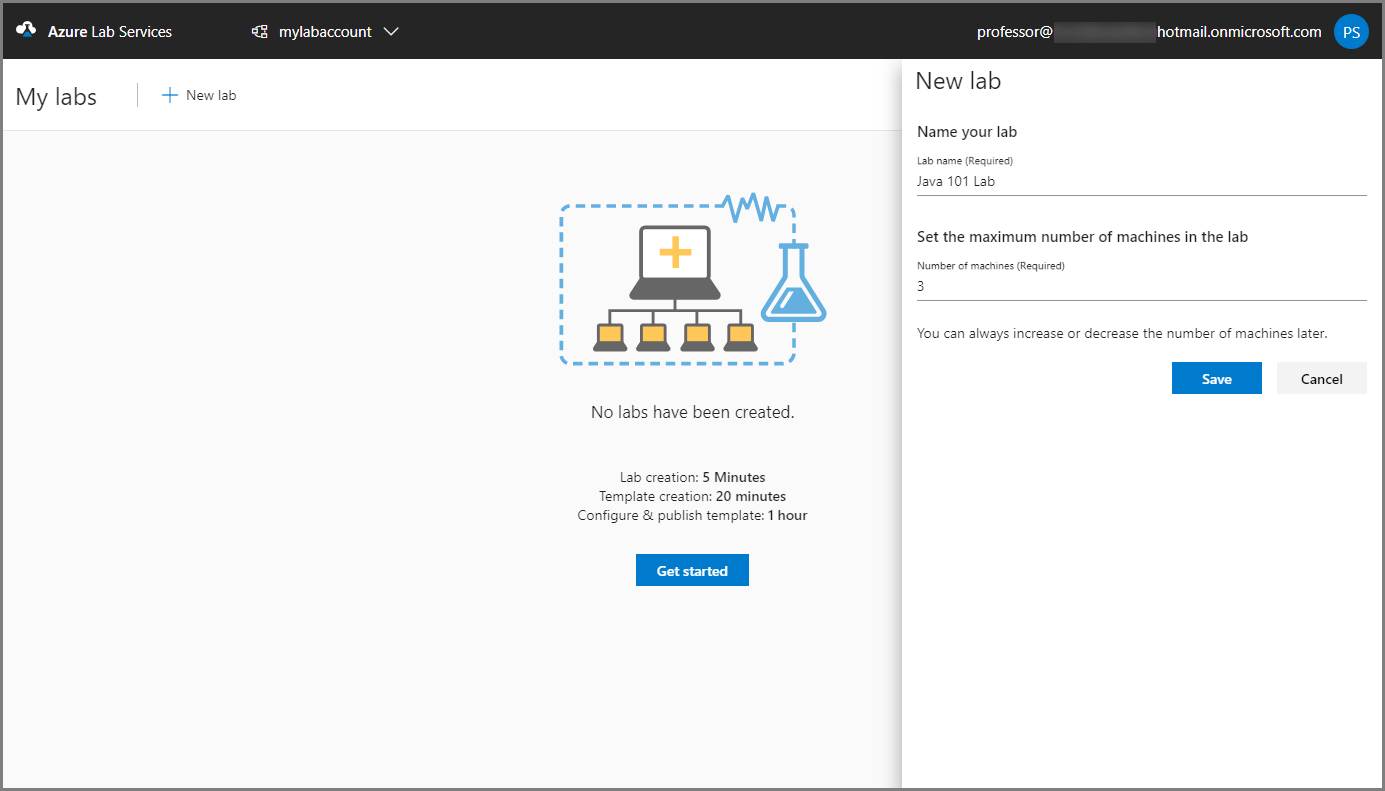 Azure Lab Services
mylabaccount
professor@ hotmail.onmicrosoft.com
PS
My labs
New lab
No labs have been created.
Lab creation: 5 Minutes
Template creation: 20 minutes
Configure & publish template: 1 hour
Get started
New lab
Name your lab
Lab name (Required)
Java 101 Lab
Set the maximum number of machines in the lab
Number of machines (Required)
3
You can always increase or decrease the number of machines later.
Save
Cancel